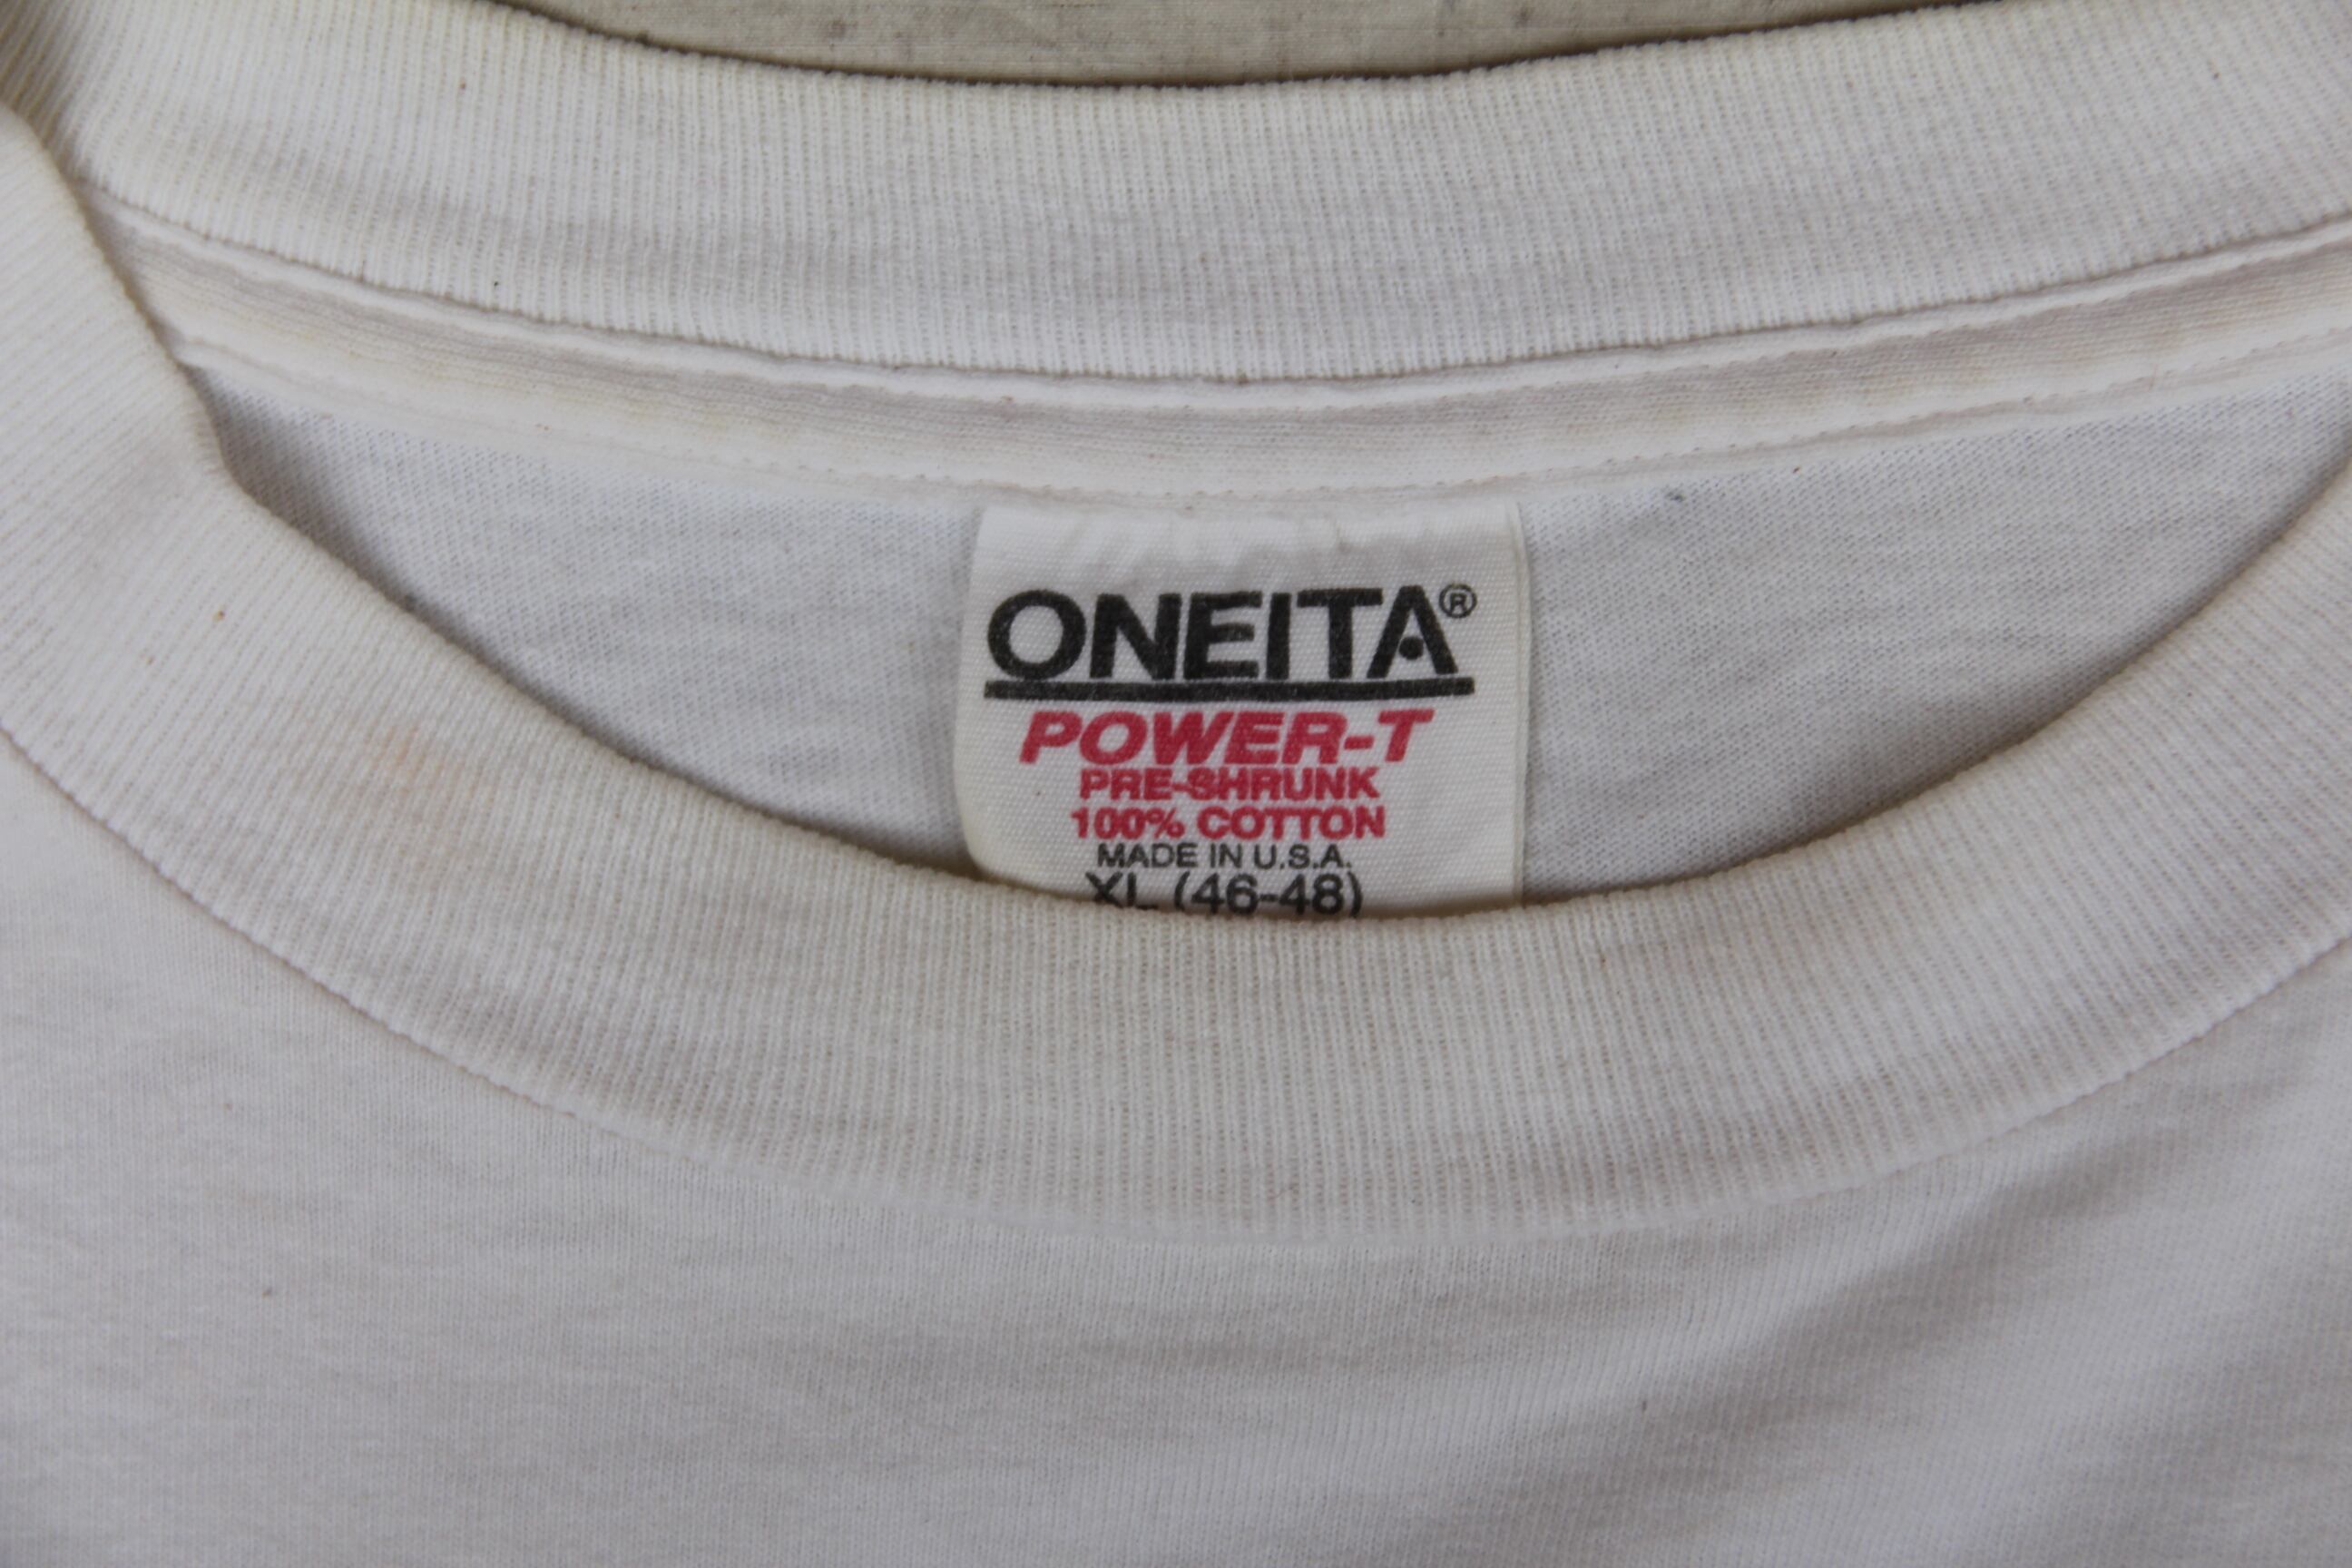 ONEITA®
POWER-T
PRE-SHRUNK
100% COTTON
MADE IN U.S.A.
XL (46-48)